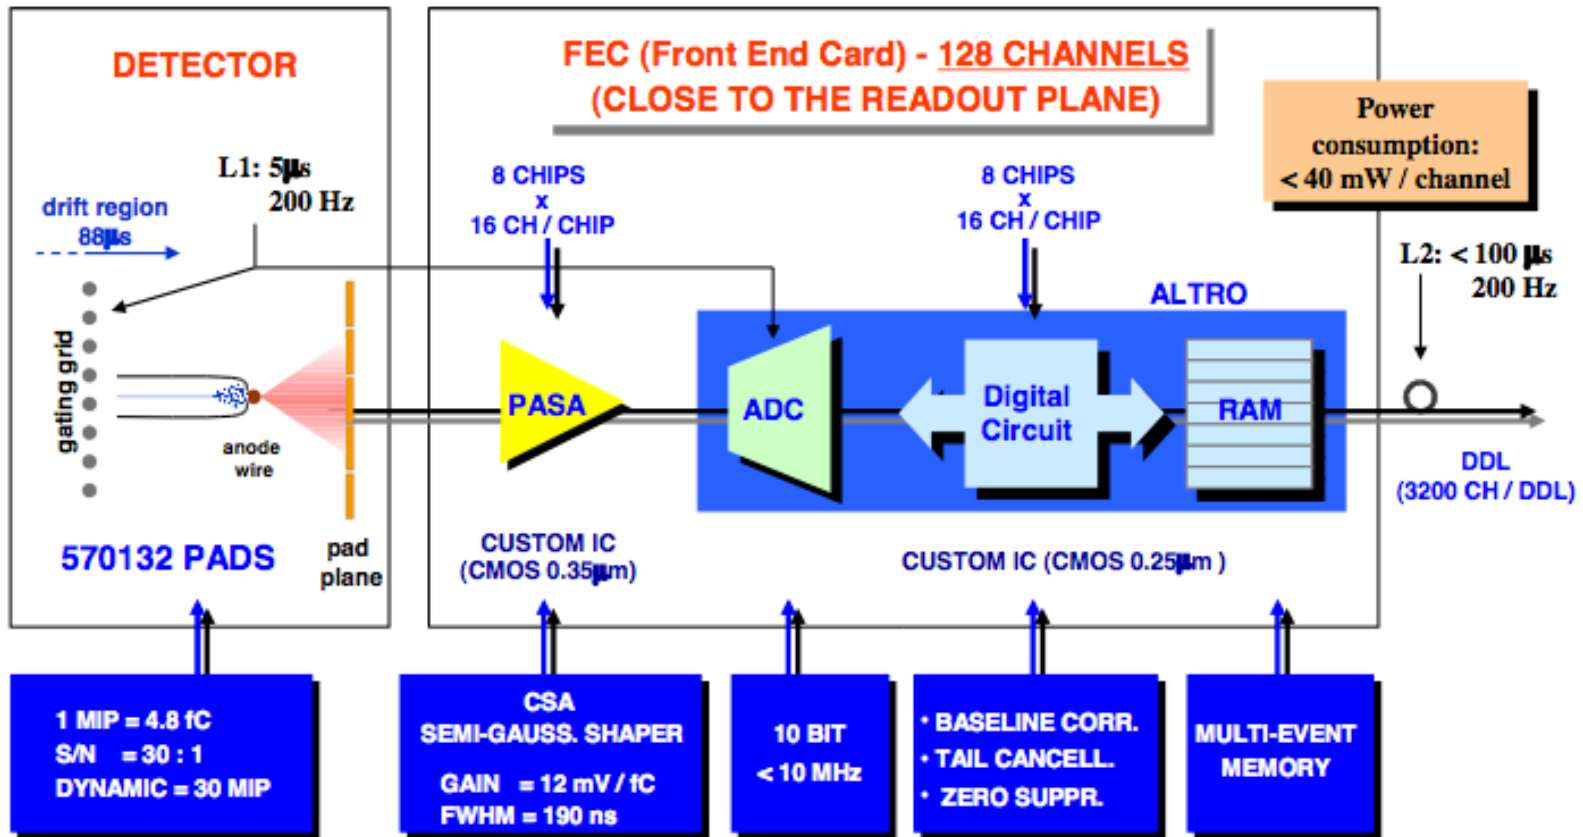 DETECTOR
FEC (Front End Card) - 128 CHANNELS
(CLOSE TO THE READOUT PLANE)
Power
consumption:
< 40 mW / channel
L1: 5µs
200 Hz
drift region
88µs
8 CHIPS
x
16 CH / CHIP
8 CHIPS
x
16 CH / CHIP
L2: < 100 µs
200 Hz
ALTRO
gating grid
anode
wire
PASA
ADC
Digital
Circuit
RAM
DDL
(3200 CH / DDL)
570132 PADS
pad
plane
CUSTOM IC
(CMOS 0.35µm)
CUSTOM IC (CMOS 0.25µm )
1 MIP = 4.8 fC
S/N = 30 : 1
DYNAMIC = 30 MIP
CSA
SEMI-GAUSS. SHAPER
GAIN = 12 mV / fC
FWHM = 190 ns
10 BIT
< 10 MHz
• BASELINE CORR.
• TAIL CANCELL.
• ZERO SUPPR.
MULTI-EVENT
MEMORY